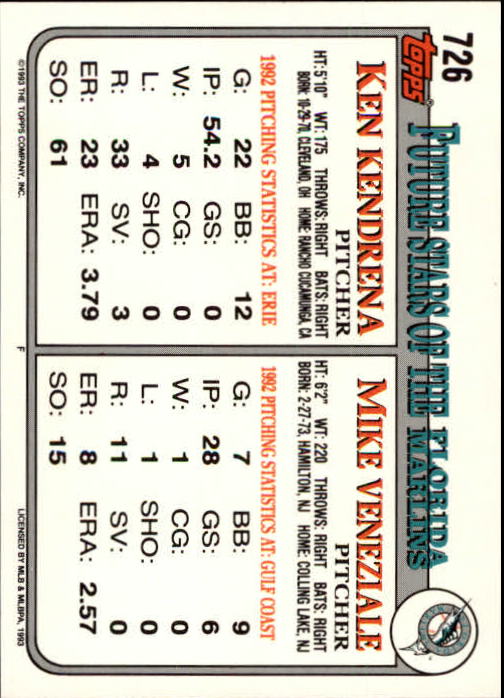 726
TOPPS®
FUTURE STARS OF THE FLORIDA
MARLINS
KEN KENDRENA
PITCHER
HT: 5'10" WT: 175 THROWS: RIGHT BATS: RIGHT
BORN: 10-29-70, CLEVELAND, OH HOME: RANCHO CUCAMUNGA, CA
1992 PITCHING STATISTICS AT: ERIE
G: 22 BB: 12
IP: 54.2 GS: 0
W: 5 CG: 0
L: 4 SHO: 0
R: 33 SV: 3
ER: 23 ERA: 3.79
SO: 61
MIKE VENEZIALE
PITCHER
HT: 6'2" WT: 220 THROWS: RIGHT BATS: RIGHT
BORN: 2-27-73, HAMILTON, NJ HOME: COLLING LAKE, NJ
1992 PITCHING STATISTICS AT: GULF COAST
G: 7 BB: 9
IP: 28 GS: 6
W: 1 CG: 0
L: 1 SHO: 0
R: 11 SV: 0
ER: 8 ERA: 2.57
SO: 15
©1993 THE TOPPS COMPANY, INC.
F
LICENSED BY MLB & MLBPA, 1993